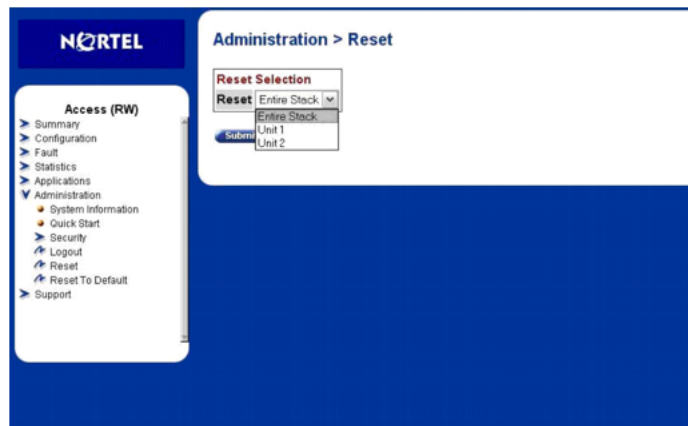 NORTEL
Administration > Reset
Reset Selection
Reset Entire Stack
Entire Stack
Unit 1
Unit 2
Access (RW)
Summary
Configuration
Fault
Statistics
Applications
Administration
System Information
Quick Start
Security
Logout
Reset
Reset To Default
Support